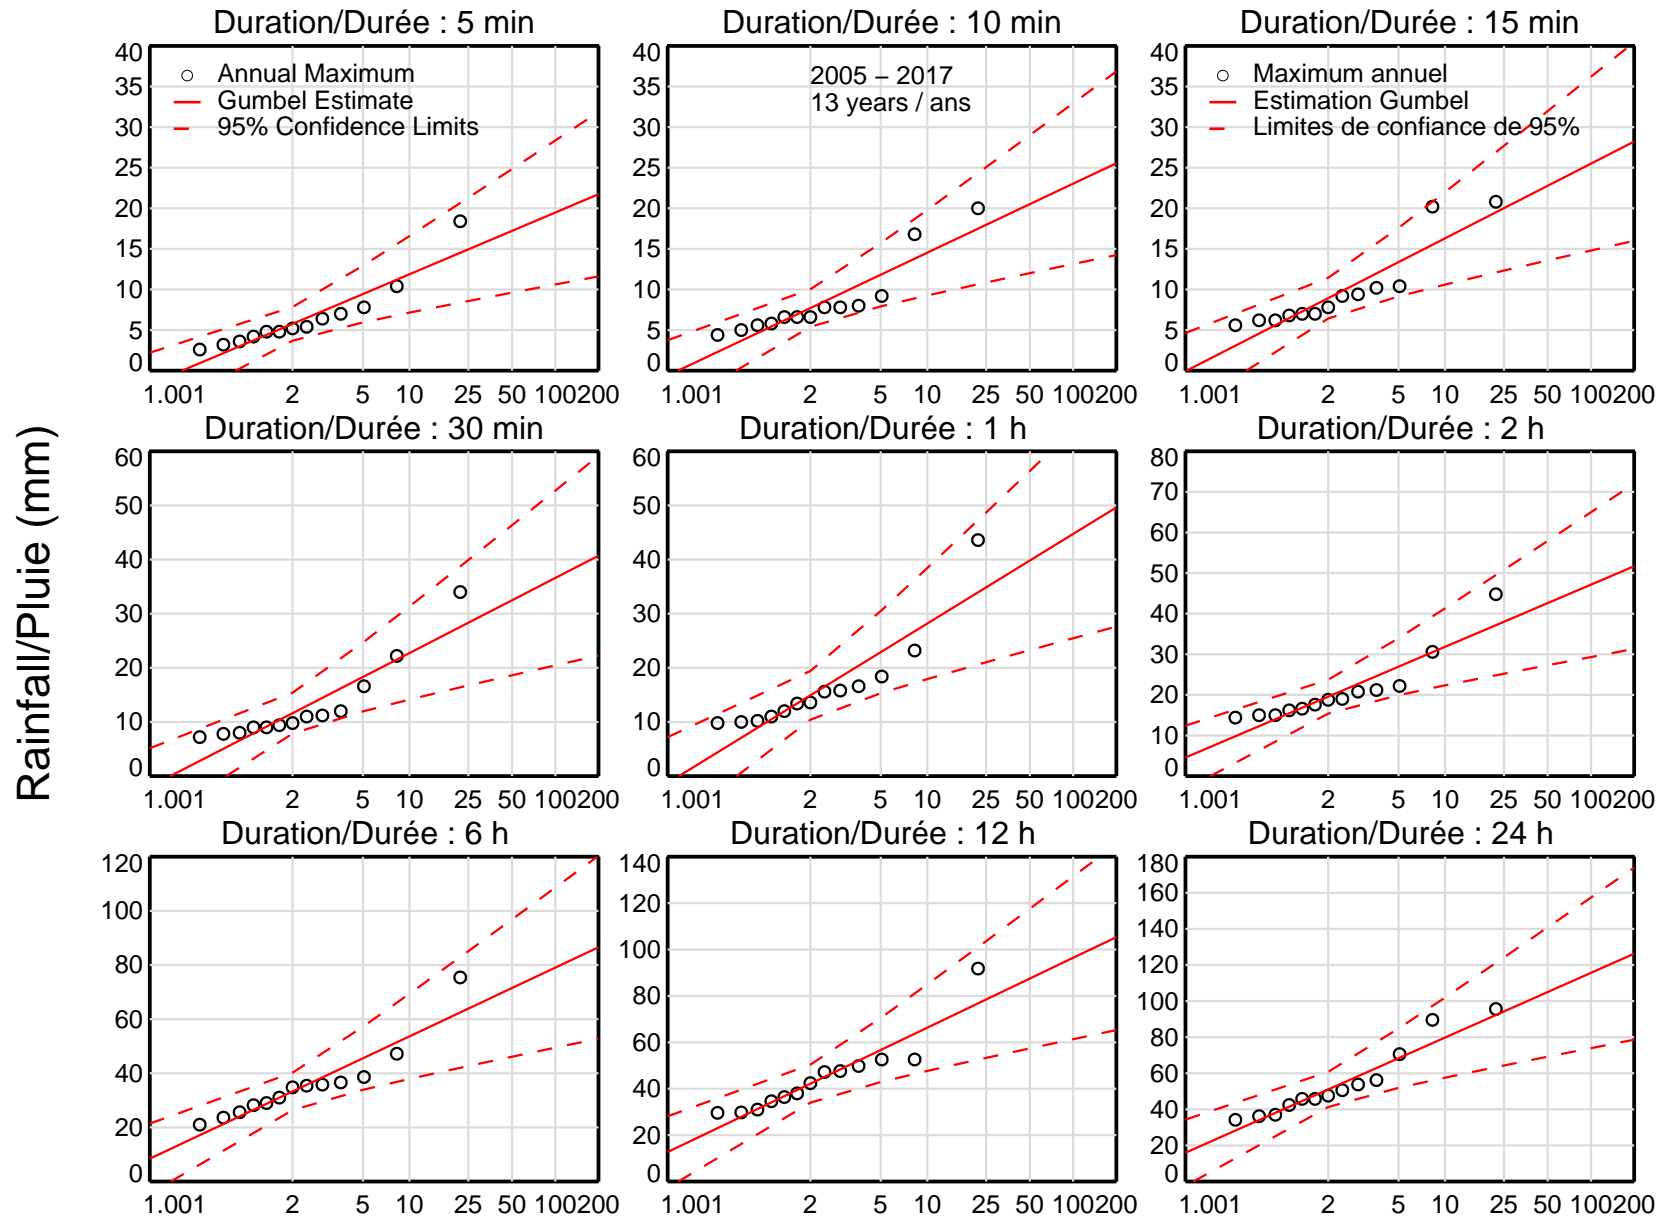 Rainfall/Pluie (mm)
Duration/Durée : 5 min
40
35
30
25
20
15
10
5
0
Annual Maximum
Gumbel Estimate
95% Confidence Limits
1.001 2 5 10 25 50 100 200
Duration/Durée : 10 min
40
35
30
25
20
15
10
5
0
2005 – 2017
13 years / ans
1.001 2 5 10 25 50 100 200
Duration/Durée : 15 min
40
35
30
25
20
15
10
5
0
Maximum annuel
Estimation Gumbel
Limites de confiance de 95%
1.001 2 5 10 25 50 100 200
Duration/Durée : 30 min
60
50
40
30
20
10
0
1.001 2 5 10 25 50 100 200
Duration/Durée : 1 h
60
50
40
30
20
10
0
1.001 2 5 10 25 50 100 200
Duration/Durée : 2 h
80
70
60
50
40
30
20
10
0
1.001 2 5 10 25 50 100 200
Duration/Durée : 6 h
120
100
80
60
40
20
0
1.001 2 5 10 25 50 100 200
Duration/Durée : 12 h
140
120
100
80
60
40
20
0
1.001 2 5 10 25 50 100 200
Duration/Durée : 24 h
180
160
140
120
100
80
60
40
20
0
1.001 2 5 10 25 50 100 200